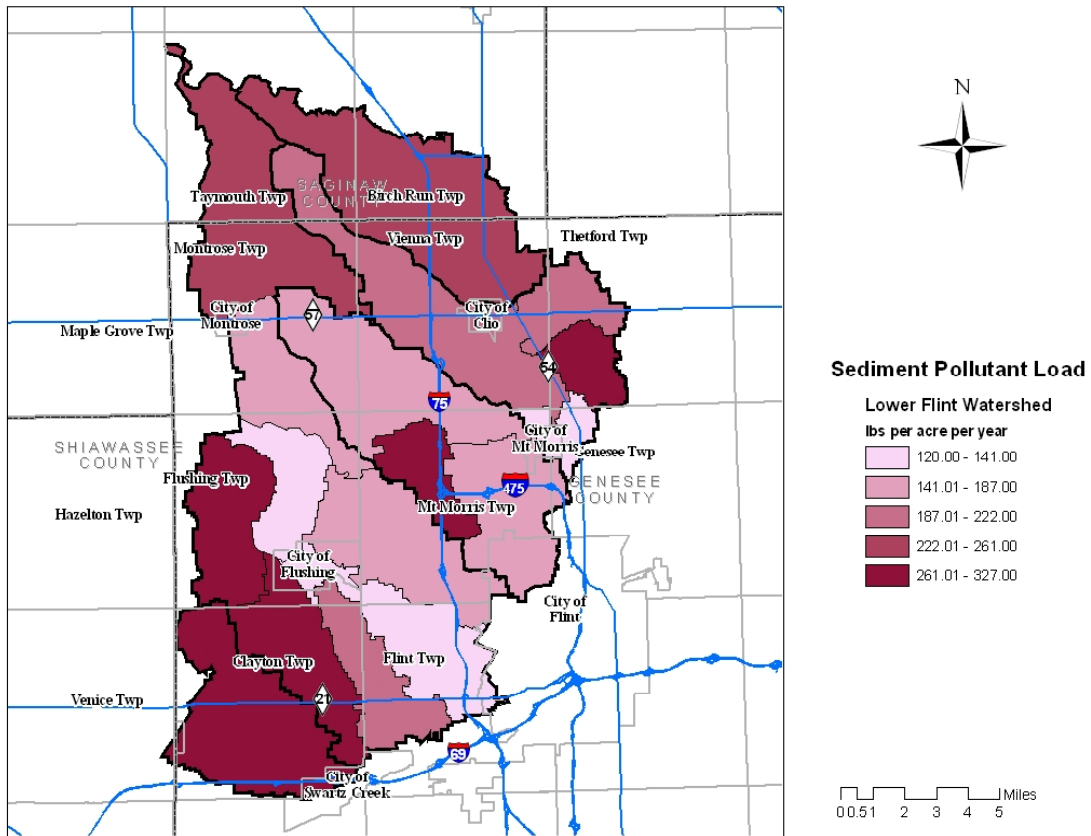 N
SAGINAW
COUNTY
Taymouth Twp
Birch Run Twp
Vienna Twp
Thetford Twp
Montrose Twp
City of
Montrose
57
City of
Clio
Maple Grove Twp
54
75
City of
Mt Morris
Genesee Twp
SHIAWASSEE
COUNTY
Flushing Twp
475
GENESEE
COUNTY
Mt Morris Twp
Hazelton Twp
City of
Flushing
City of
Flint
Clayton Twp
Flint Twp
Venice Twp
21
69
City of
Swartz Creek
Sediment Pollutant Load
Lower Flint Watershed
lbs per acre per year
120.00 - 141.00
141.01 - 187.00
187.01 - 222.00
222.01 - 261.00
261.01 - 327.00
Miles
0 0.5 1 2 3 4 5